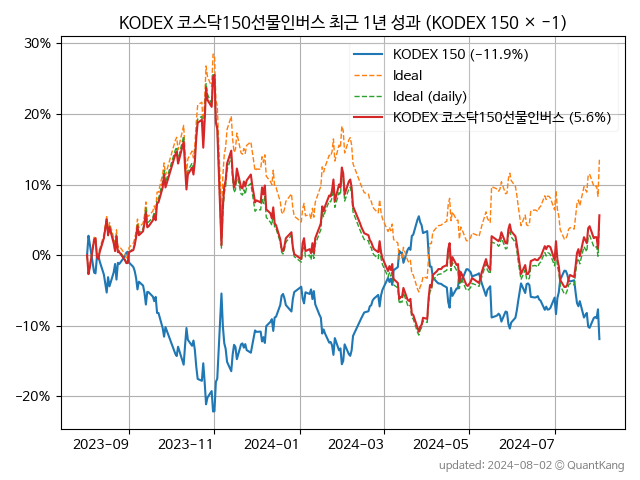 KODEX 코스닥150선물인버스 최근 1년 성과 (KODEX 150 × −1)
KODEX 150 (−11.9%)
Ideal
Ideal (daily)
KODEX 코스닥150선물인버스 (5.6%)
30%
20%
10%
0%
−10%
−20%
2023-09 2023-11 2024-01 2024-03 2024-05 2024-07
updated: 2024-08-02 © QuantKang